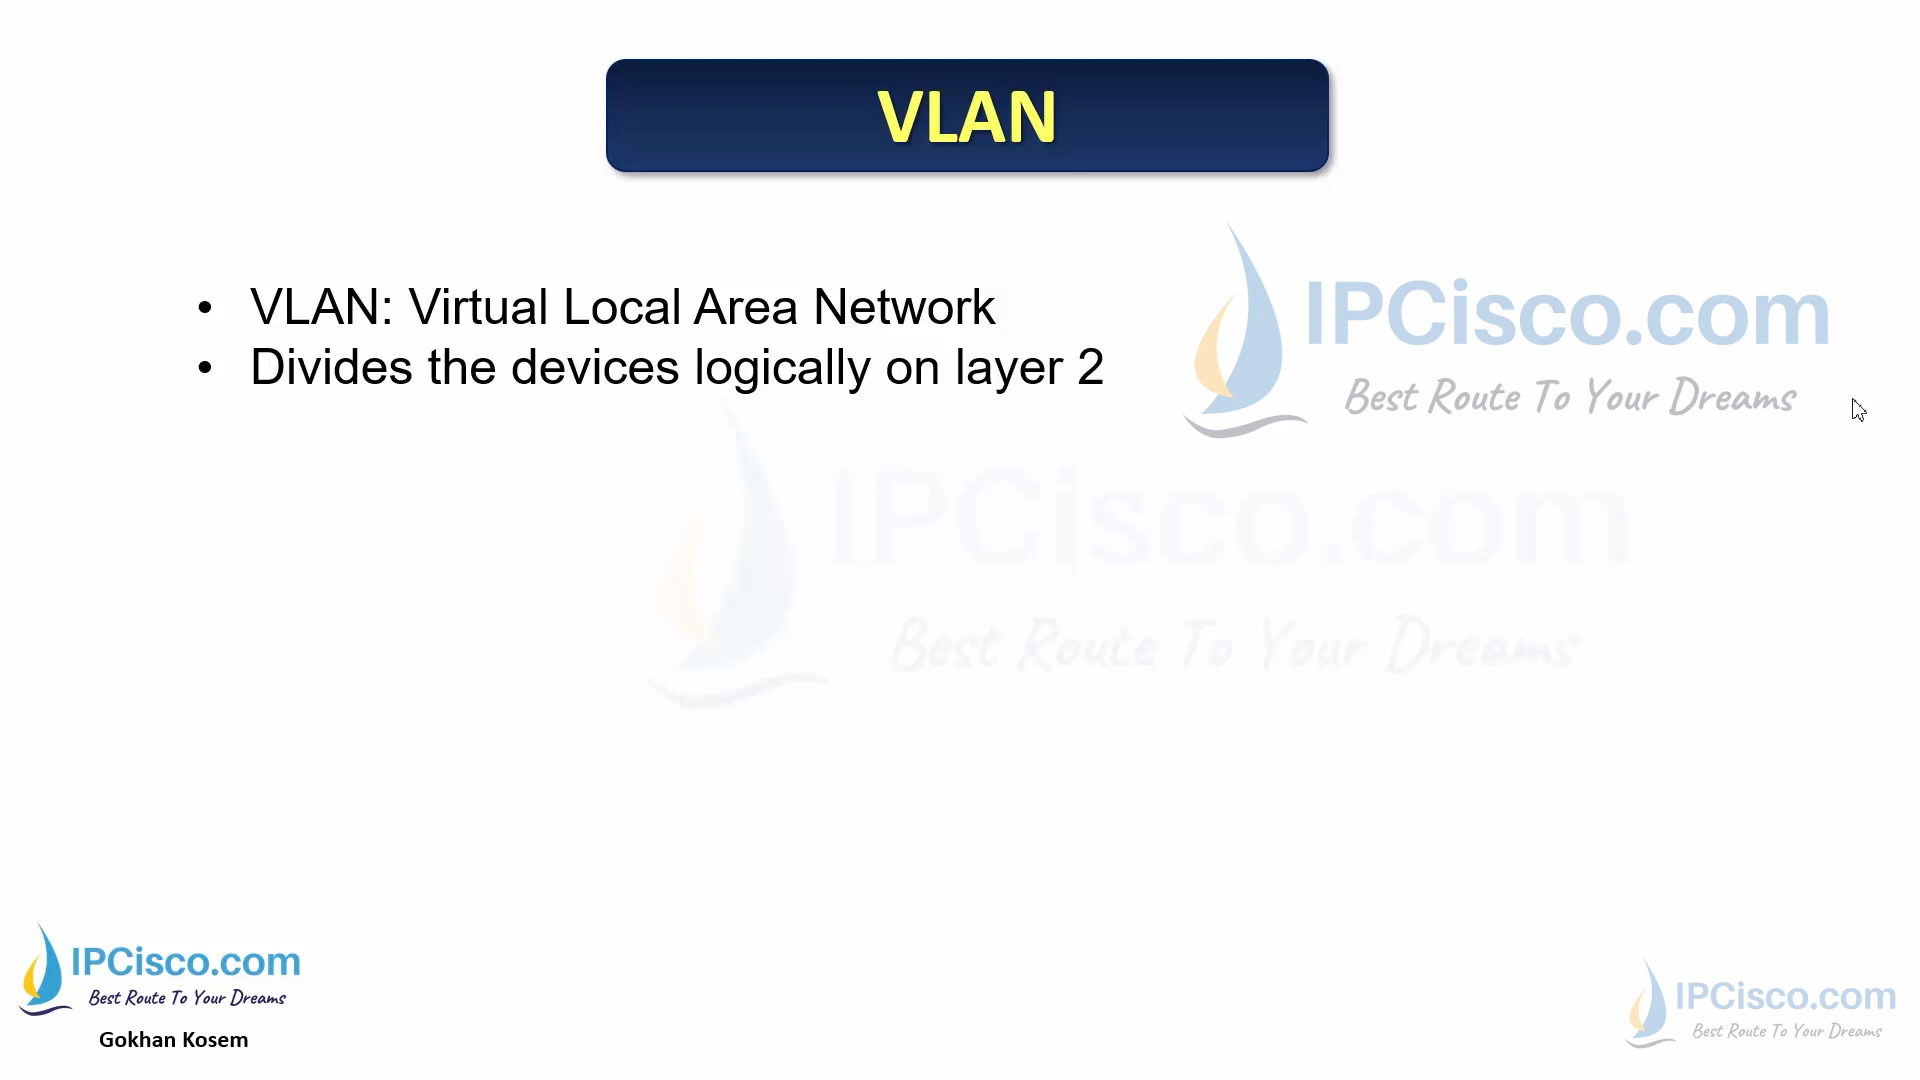 VLAN
• VLAN: Virtual Local Area Network
• Divides the devices logically on layer 2
IPCisco.com
Best Route To Your Dreams
IPCisco.com
Best Route To Your Dreams
IPCisco.com
Best Route To Your Dreams
Gokhan Kosem
IPCisco.com
Best Route To Your Dreams